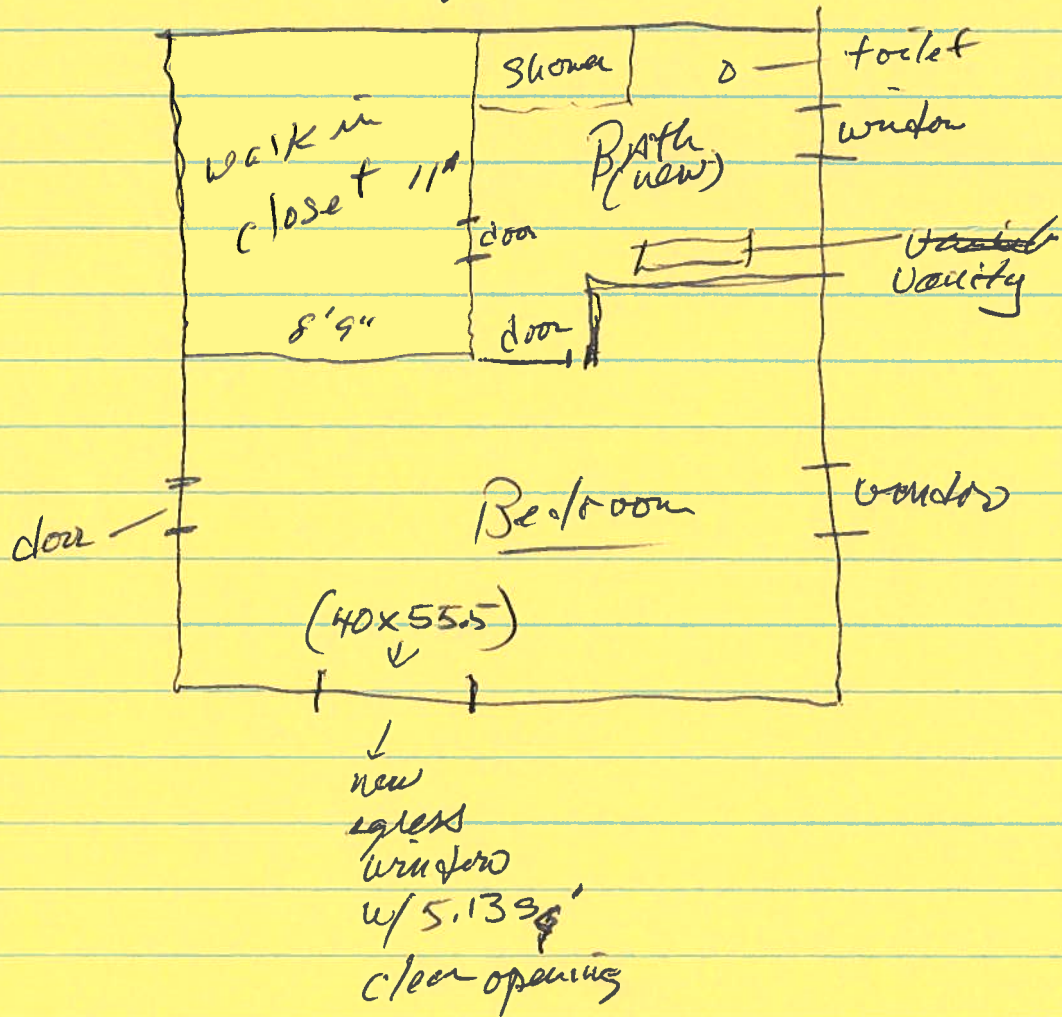 Shower
toilet
window
walk in
closet 11'
Bath
(new)
door
vanity
8'9"
door
Bedroom
window
door
(40x55.5)
new
egress
window
w/ 5.13 sq'
clear opening